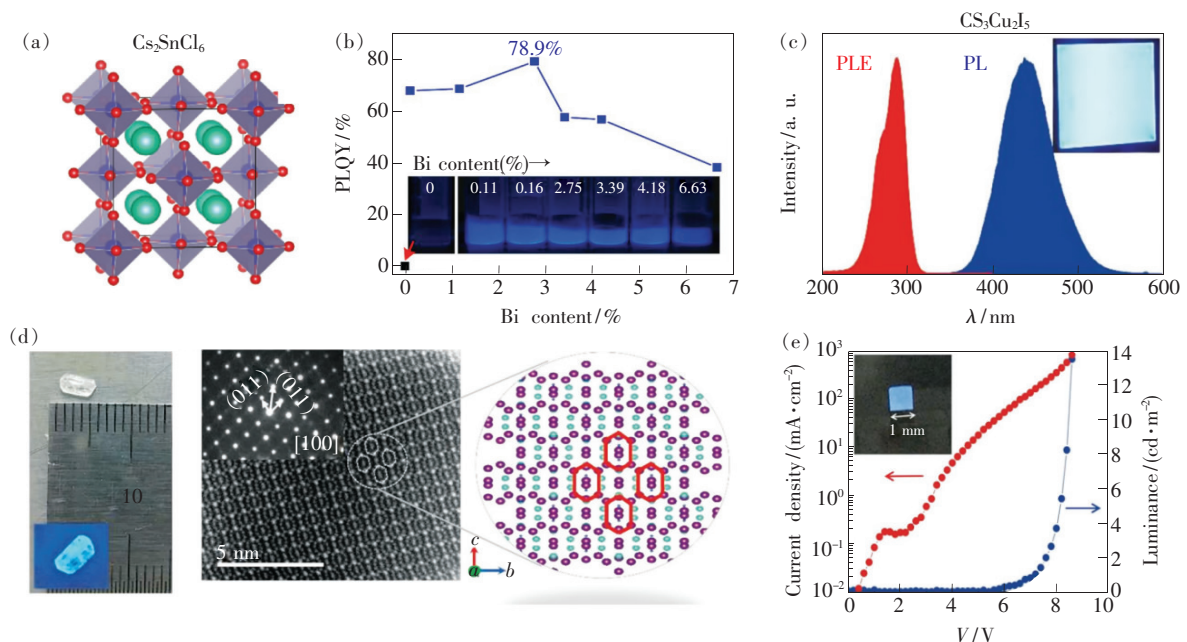 (a)
Cs₂SnCl₆
(b)
78.9%
80
60
40
20
0
PLQY/%
Bi content(%)→
0 0.11 0.16 2.75 3.39 4.18 6.63
0 1 2 3 4 5 6 7
Bi content/%
(c)
CS₃Cu₂I₅
PLE
PL
Intensity/a. u.
200 300 400 500 600
λ/nm
(d)
10
(011) (01̄1)
[100]
5 nm
c
a
b
(e)
10³
10²
10¹
10⁰
10⁻¹
10⁻²
Current density/(mA·cm⁻²)
1 mm
14
12
10
8
6
4
2
0
Luminance/(cd·m⁻²)
0 2 4 6 8 10
V/V